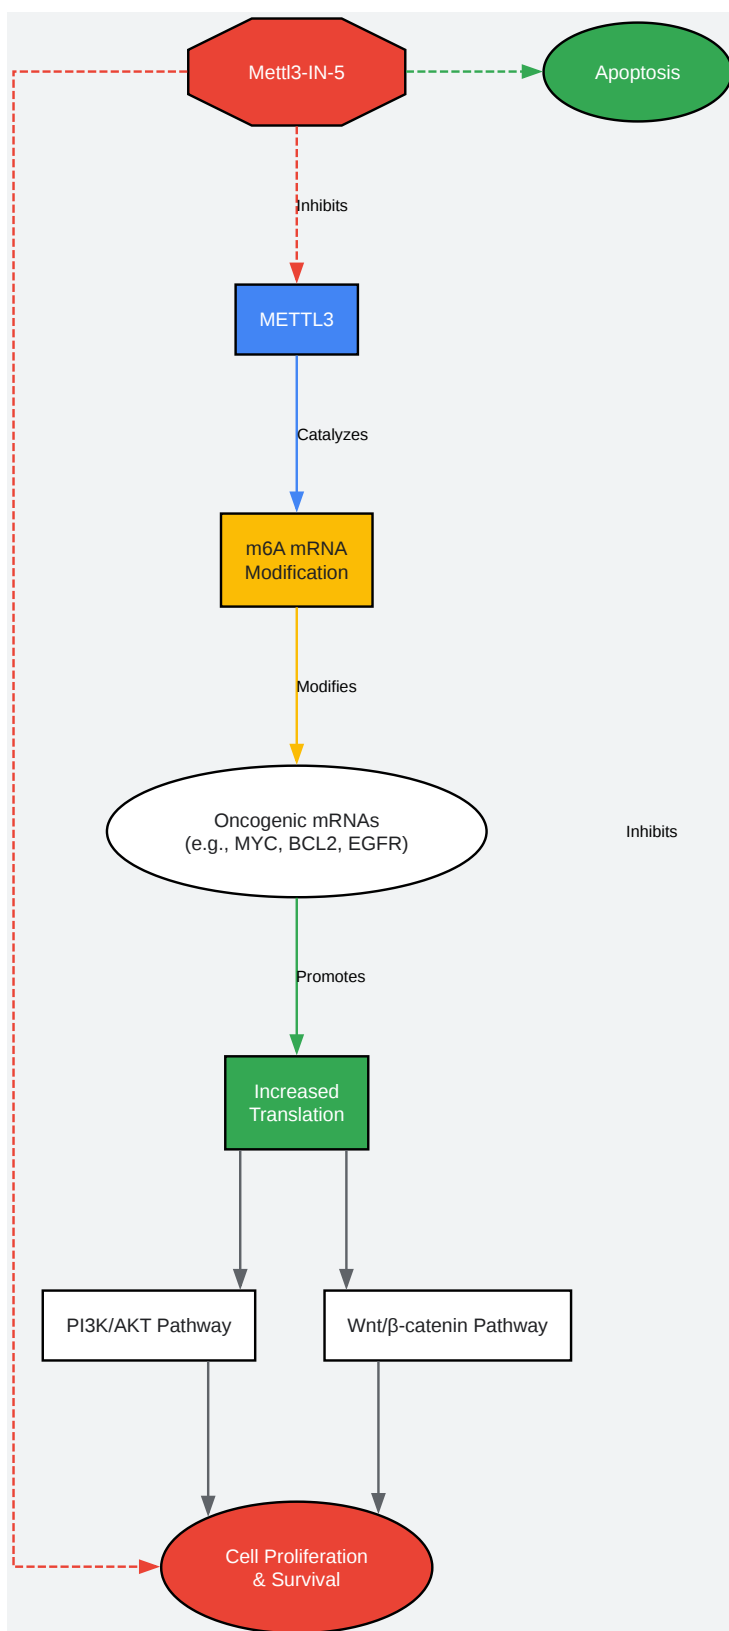 Mettl3-IN-5
Apoptosis
Inhibits
METTL3
Catalyzes
m6A mRNA
Modification
Modifies
Oncogenic mRNAs
(e.g., MYC, BCL2, EGFR)
Inhibits
Promotes
Increased
Translation
PI3K/AKT Pathway
Wnt/β-catenin Pathway
Cell Proliferation
& Survival